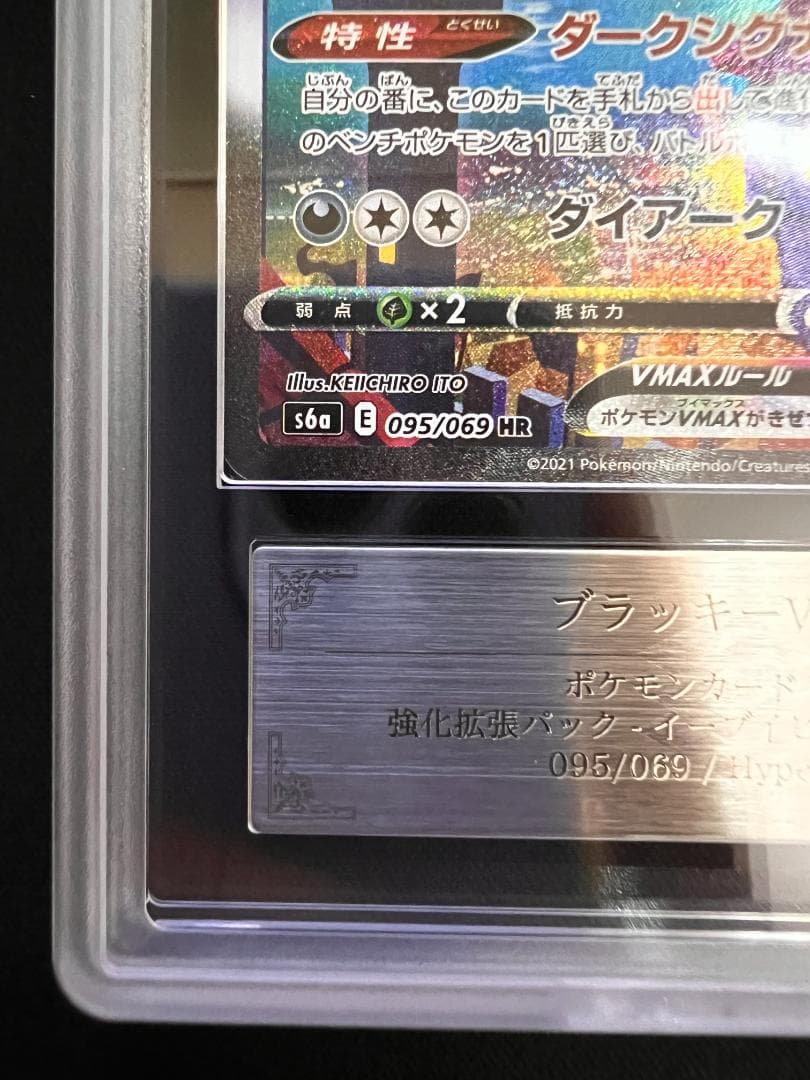 特性 とくせい ダークシグナ
じぶん ばん てふだ だ
自分の番に、このカードを手札から出して進
びきえら
のベンチポケモンを1匹選び、バトルポ
ダイアーク
弱点 ×2 抵抗力
Illus.KEIICHIRO ITO
VMAXルール
s6a E 095/069 HR
ブイマックス
ポケモンVMAXがきぜ
©2021 Pokémon/Nintendo/Creatures
ブラッキーV
ポケモンカード
強化拡張パック - イーブイヒ
095/069 / Hyp